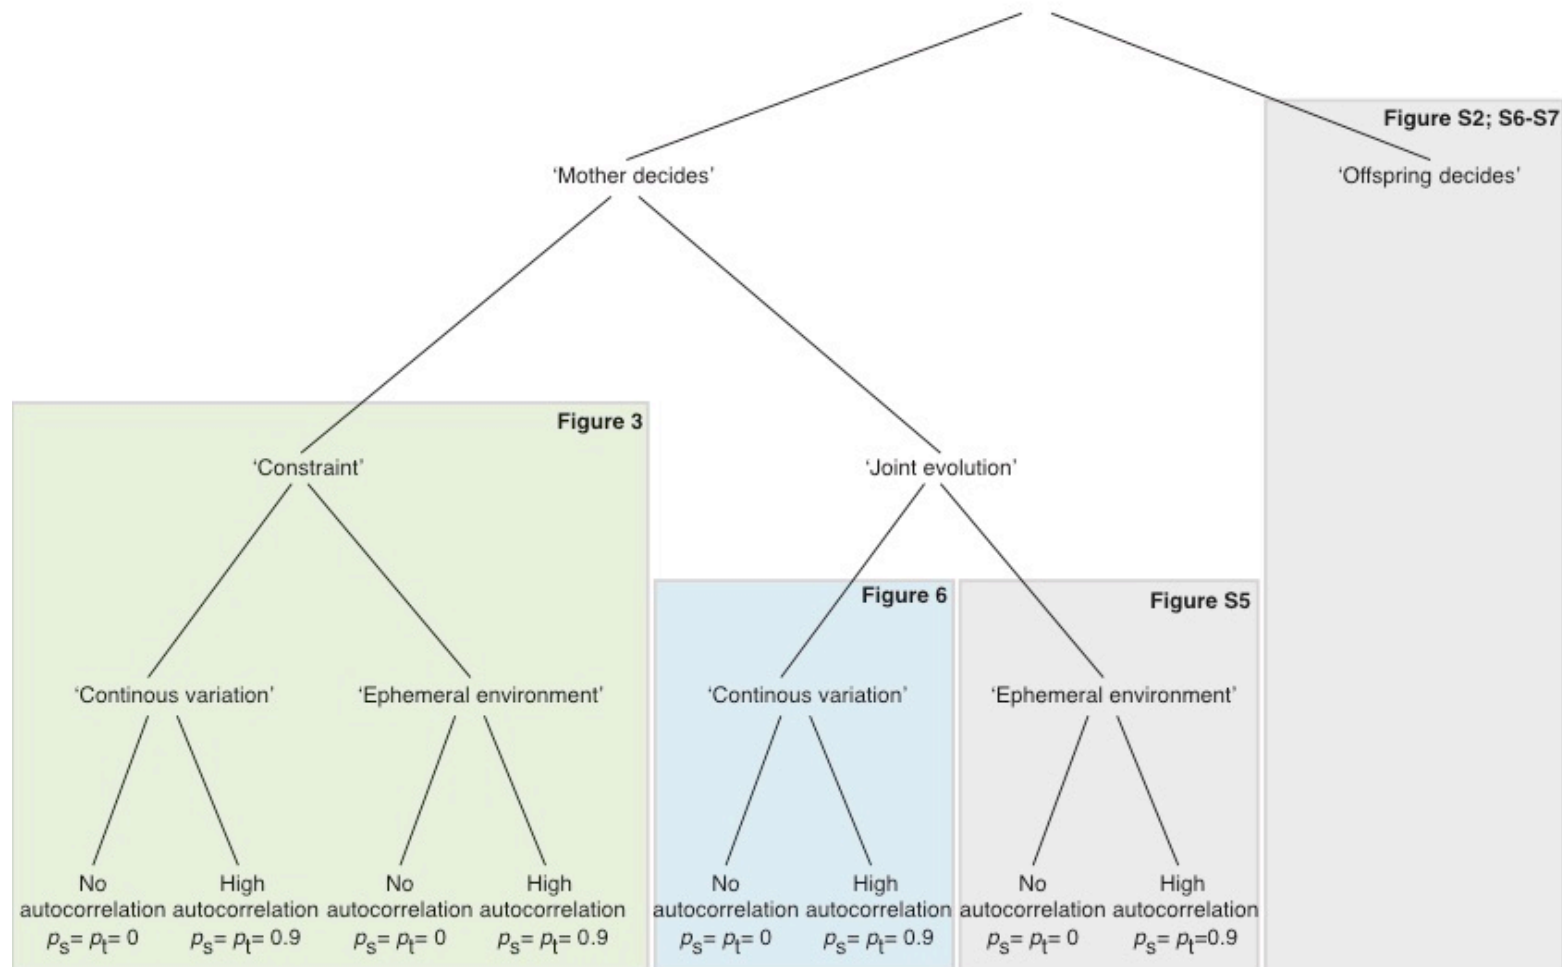 Figure S2; S6-S7
‘Mother decides’
‘Offspring decides’
Figure 3
‘Constraint’
‘Joint evolution’
Figure 6
Figure S5
‘Continous variation’
‘Ephemeral environment’
‘Continous variation’
‘Ephemeral environment’
No
autocorrelation
ps= pt= 0
High
autocorrelation
ps= pt= 0.9
No
autocorrelation
ps= pt= 0
High
autocorrelation
ps= pt= 0.9
No
autocorrelation
ps= pt= 0
High
autocorrelation
ps= pt= 0.9
No
autocorrelation
ps= pt= 0
High
autocorrelation
ps= pt=0.9